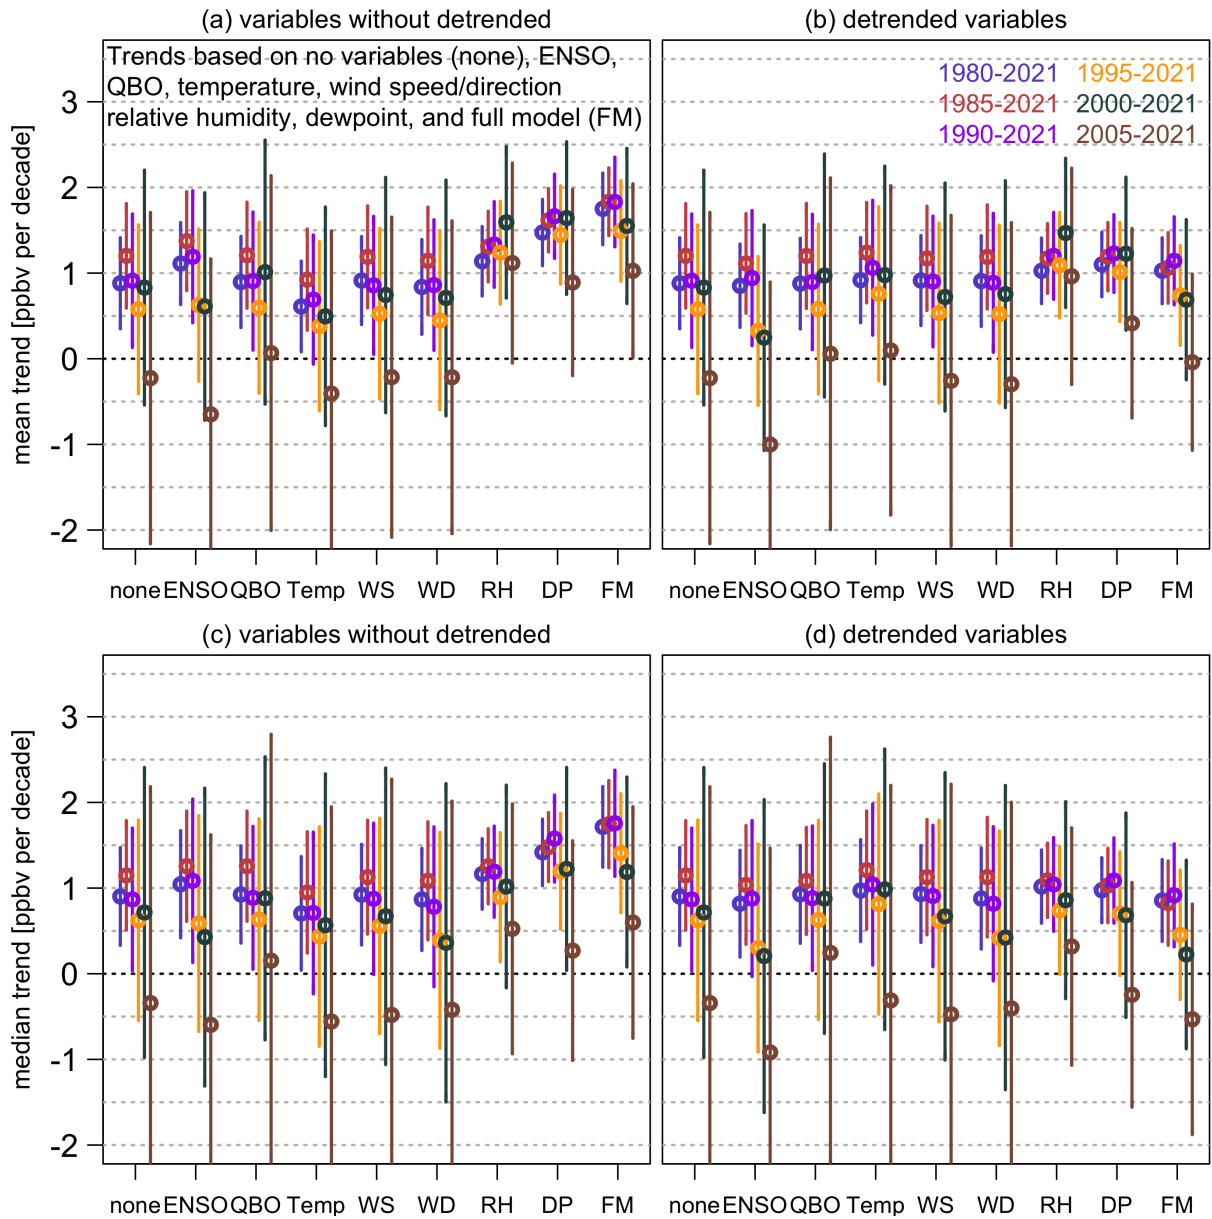 (a) variables without detrended
(b) detrended variables
Trends based on no variables (none), ENSO,
QBO, temperature, wind speed/direction
relative humidity, dewpoint, and full model (FM)
1980-2021 1995-2021
1985-2021 2000-2021
1990-2021 2005-2021
mean trend [ppbv per decade]
3
2
1
0
-1
-2
none ENSO QBO Temp WS WD RH DP FM
none ENSO QBO Temp WS WD RH DP FM
(c) variables without detrended
(d) detrended variables
median trend [ppbv per decade]
3
2
1
0
-1
-2
none ENSO QBO Temp WS WD RH DP FM
none ENSO QBO Temp WS WD RH DP FM